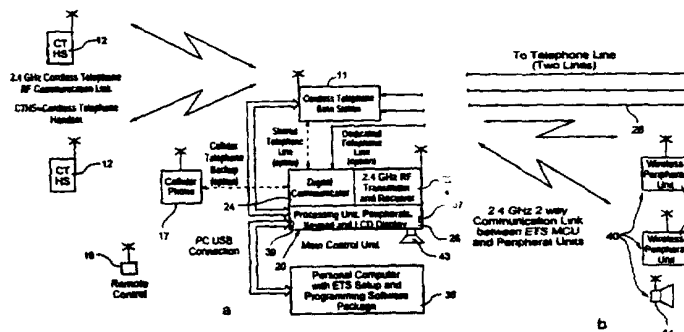 CT
HS
12
2.4 GHz Cordless Telephone
RF Communication Link
CTHS=Cordless Telephone
Handset
CT
HS
12
11
Cordless Telephone
Base Station
To Telephone Line
(Two Lines)
28
Cellular
Telephone
Backup
(option)
Shared
Telephone
Line
(option)
Dedicated
Telephone
Line
(option)
Cellular
Phone
17
24
Digital
Communicator
2.4 GHz RF
Transmitter
and Receiver
Processing Unit, Peripherals,
Keypad and LCD Display
37
26
43
39
20
Main Control Unit
PC USB
Connection
Remote
Control
a
Personal Computer
with ETS Setup and
Programming Software
Package
38
2.4 GHz 2 way
Communication Link
between ETS MCU
and Peripheral Units
Wireless
Peripheral
Unit
40
Wireless
Peripheral
Unit
b